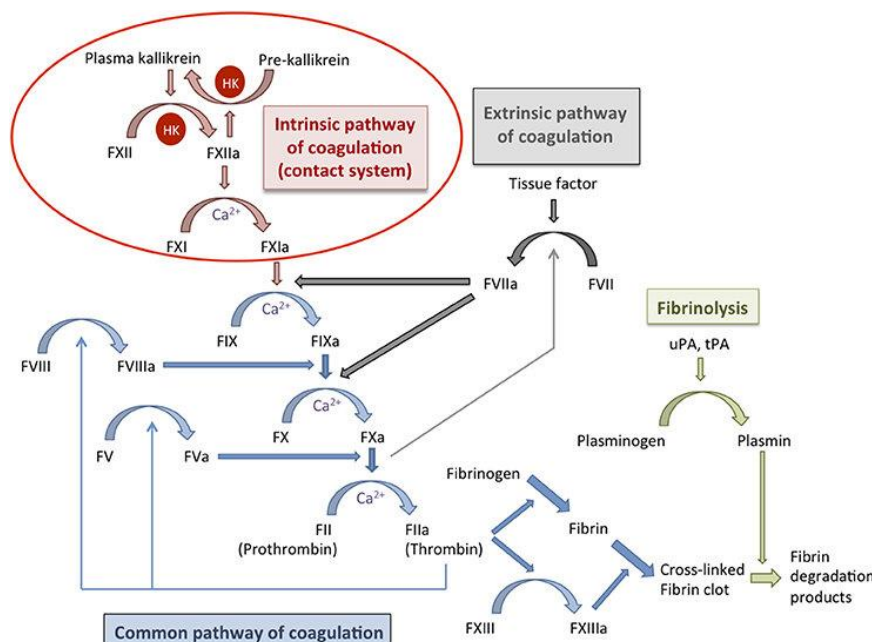 Plasma kallikrein
Pre-kallikrein
HK
HK
FXII
FXIIa
Intrinsic pathway
of coagulation
(contact system)
Ca²⁺
FXI
FXIa
Extrinsic pathway
of coagulation
Tissue factor
FVIIa
FVII
Ca²⁺
FIX
FIXa
FVIII
FVIIIa
Ca²⁺
FX
FXa
FV
FVa
Ca²⁺
FII
(Prothrombin)
FIIa
(Thrombin)
Fibrinolysis
uPA, tPA
Plasminogen
Plasmin
Fibrinogen
Fibrin
Cross-linked
Fibrin clot
Fibrin
degradation
products
FXIII
FXIIIa
Common pathway of coagulation